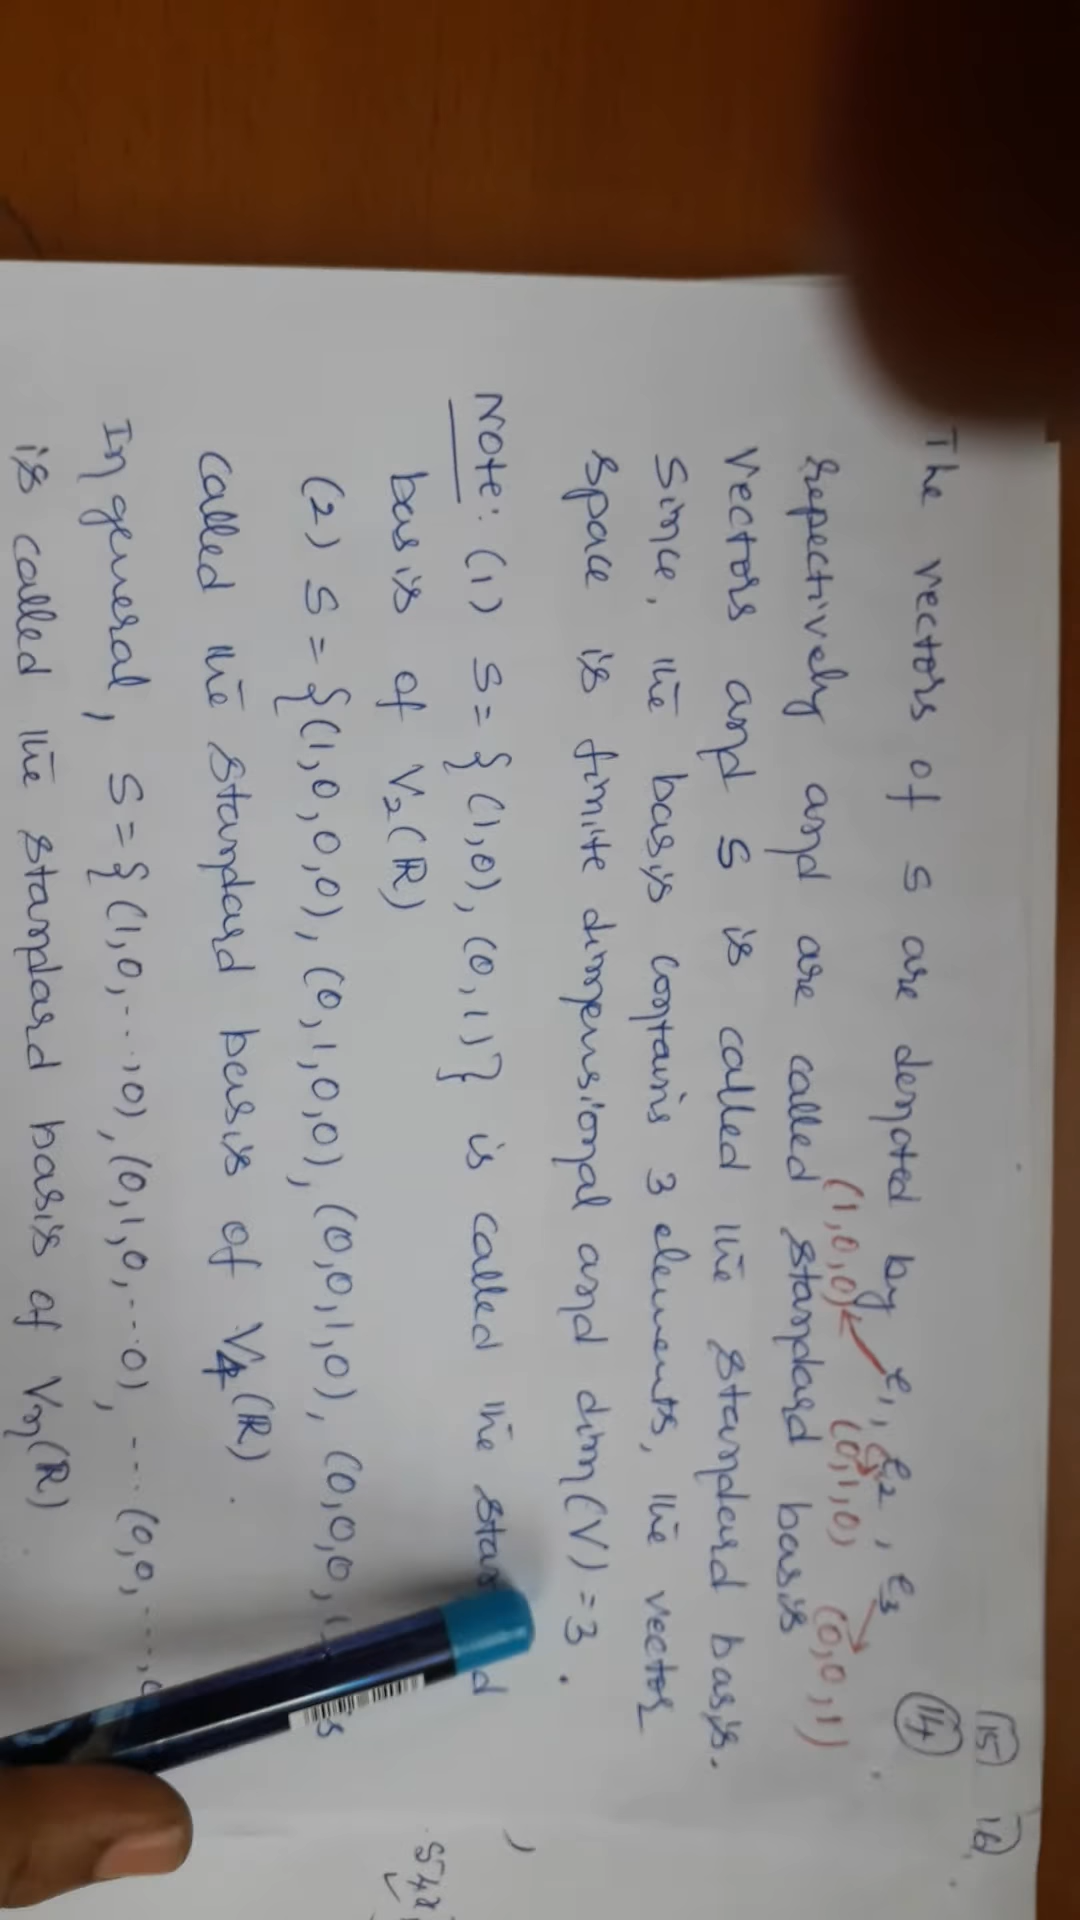 15 16
14
The vectors of S are denoted by e1, e2, e3
(1,0,0) (0,1,0) (0,0,1)
respectively and are called standard basis
vectors and S is called the standard basis.
Since, the basis contains 3 elements, the vector
space is finite dimensional and dim(V) = 3.
Note: (1) S = {(1,0), (0,1)} is called the
basis of V2(R)
(2) S = {(1,0,0,0), (0,1,0,0), (0,0,1,0), (0,0,0,
called the standard basis of V4(R).
In general, S = {(1,0,...,0), (0,1,0,...0), ... (0,0,...,
is called the standard basis of Vn(R)